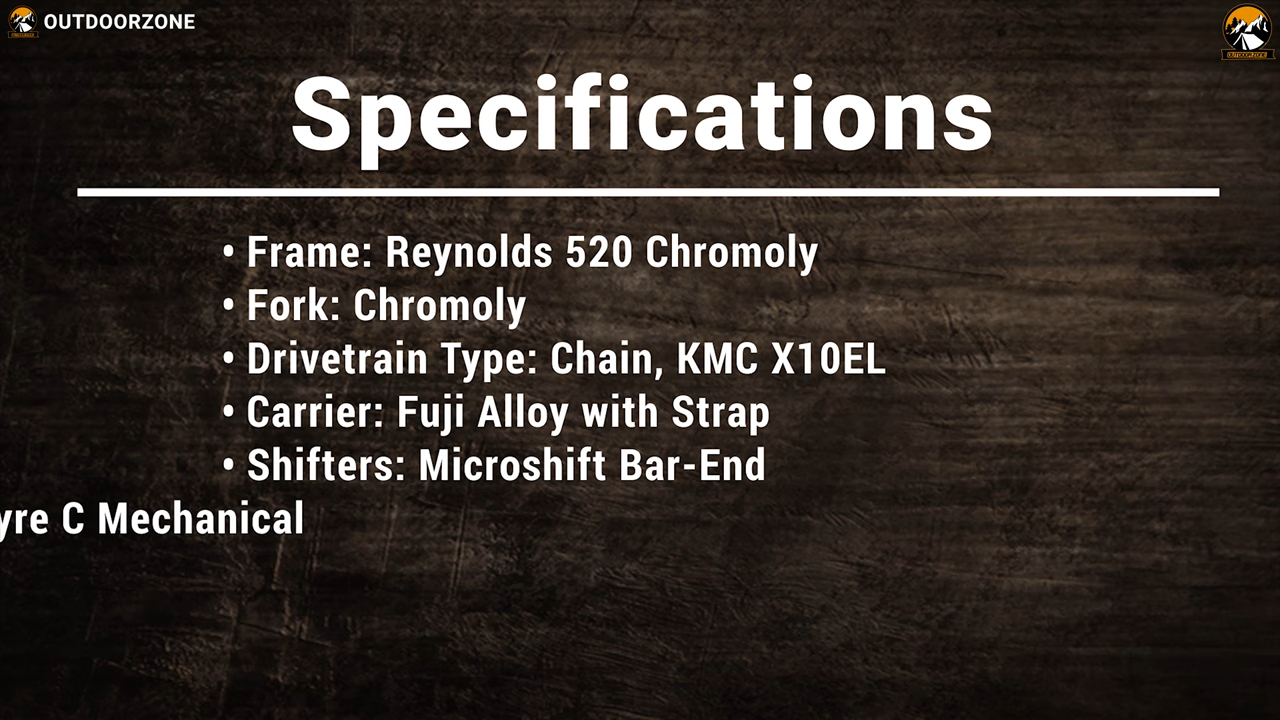 OUTDOORZONE
OUTDOORZONE
Specifications
• Frame: Reynolds 520 Chromoly
• Fork: Chromoly
• Drivetrain Type: Chain, KMC X10EL
• Carrier: Fuji Alloy with Strap
• Shifters: Microshift Bar-End
yre C Mechanical